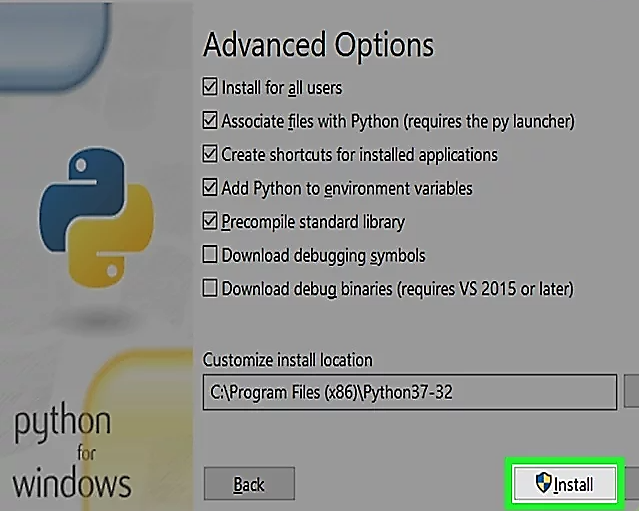 Advanced Options
Install for all users
Associate files with Python (requires the py launcher)
Create shortcuts for installed applications
Add Python to environment variables
Precompile standard library
Download debugging symbols
Download debug binaries (requires VS 2015 or later)
Customize install location
C:\Program Files (x86)\Python37-32
python
for
windows
Back
Install